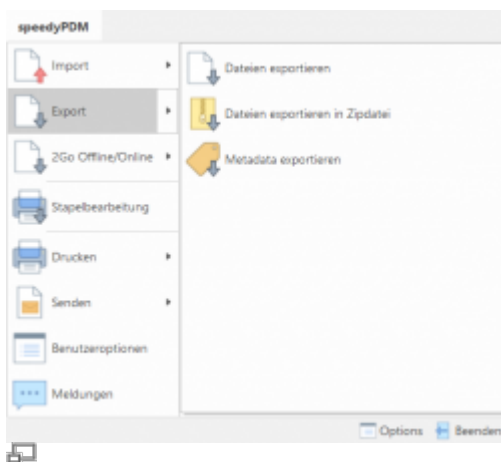 speedyPDM
Import
Export
2Go Offline/Online
Stapelbearbeitung
Drucken
Senden
Benutzeroptionen
Meldungen
Dateien exportieren
Dateien exportieren in Zipdatei
Metadata exportieren
Options
Beenden